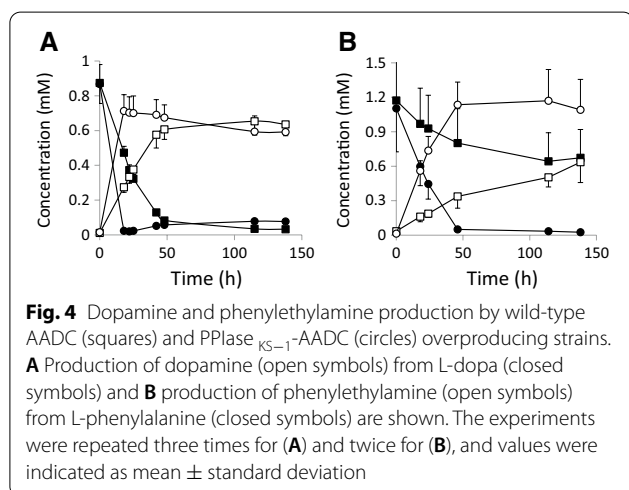 A
B
1
0.8
0.6
0.4
0.2
0
Concentration (mM)
0 50 100 150
Time (h)
1.5
1.2
0.9
0.6
0.3
0
Concentration (mM)
0 50 100 150
Time (h)
Fig. 4 Dopamine and phenylethylamine production by wild-type
AADC (squares) and PPIase KS−1-AADC (circles) overproducing strains.
A Production of dopamine (open symbols) from L-dopa (closed
symbols) and B production of phenylethylamine (open symbols)
from L-phenylalanine (closed symbols) are shown. The experiments
were repeated three times for (A) and twice for (B), and values were
indicated as mean ± standard deviation